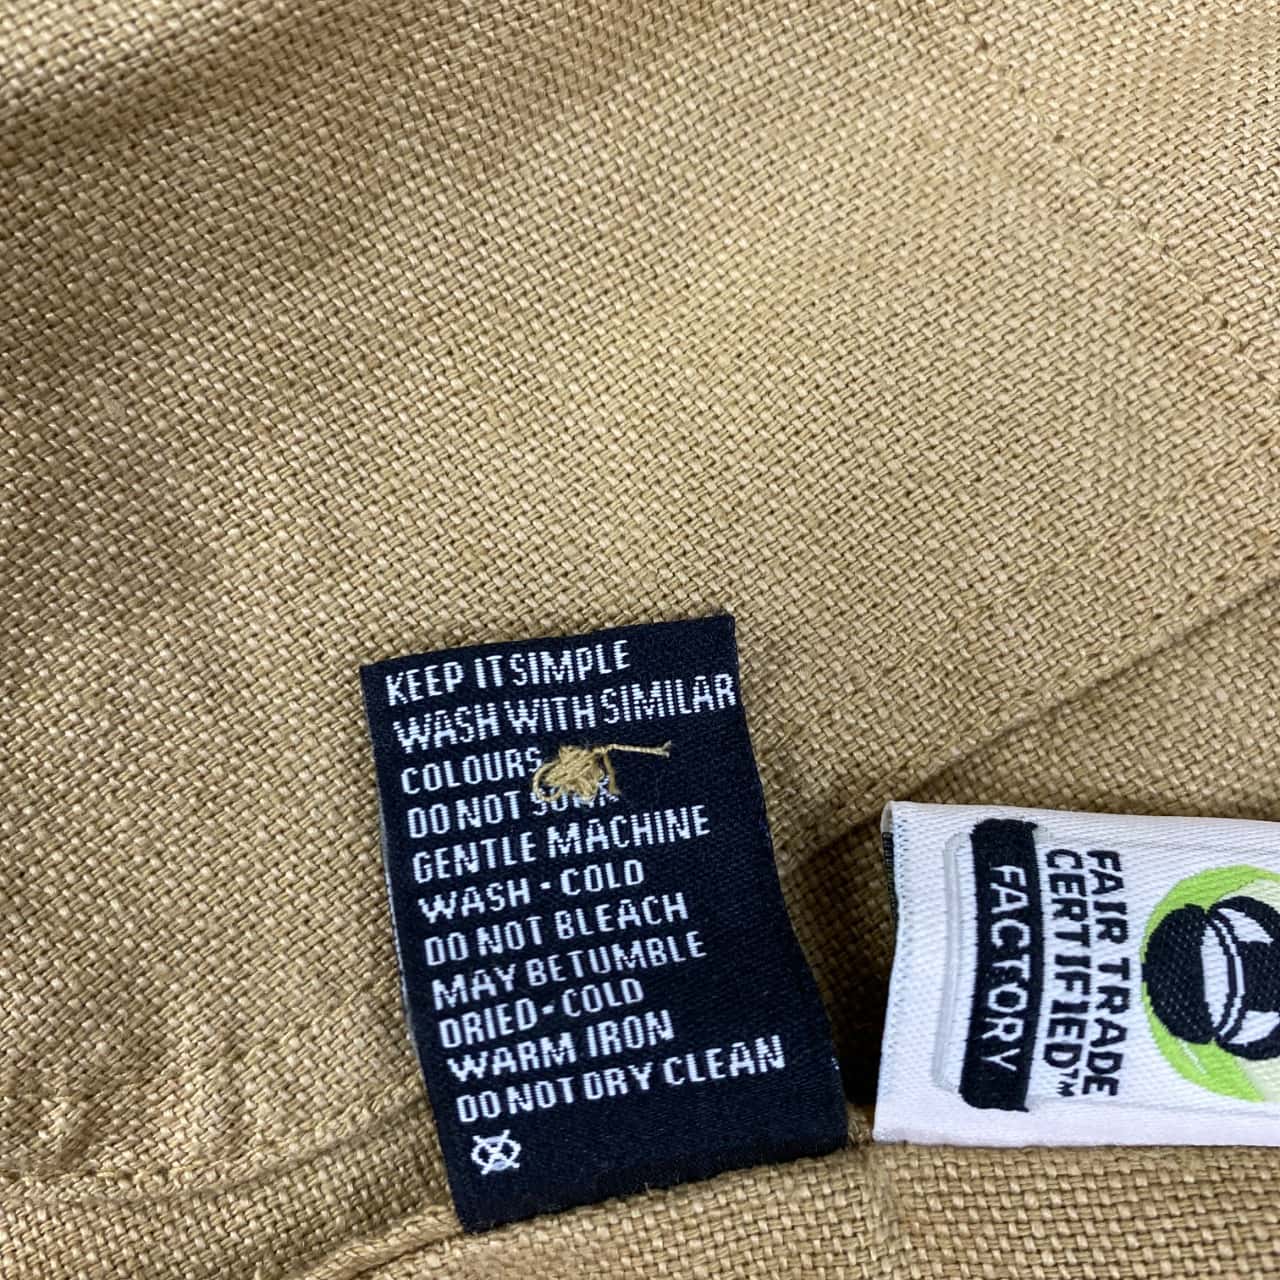 KEEP IT SIMPLE
WASH WITH SIMILAR
COLOURS
DO NOT SOAK
GENTLE MACHINE
WASH - COLD
DO NOT BLEACH
MAY BE TUMBLE
DRIED - COLD
WARM IRON
DO NOT DRY CLEAN
FAIR TRADE
CERTIFIED™
FACTORY